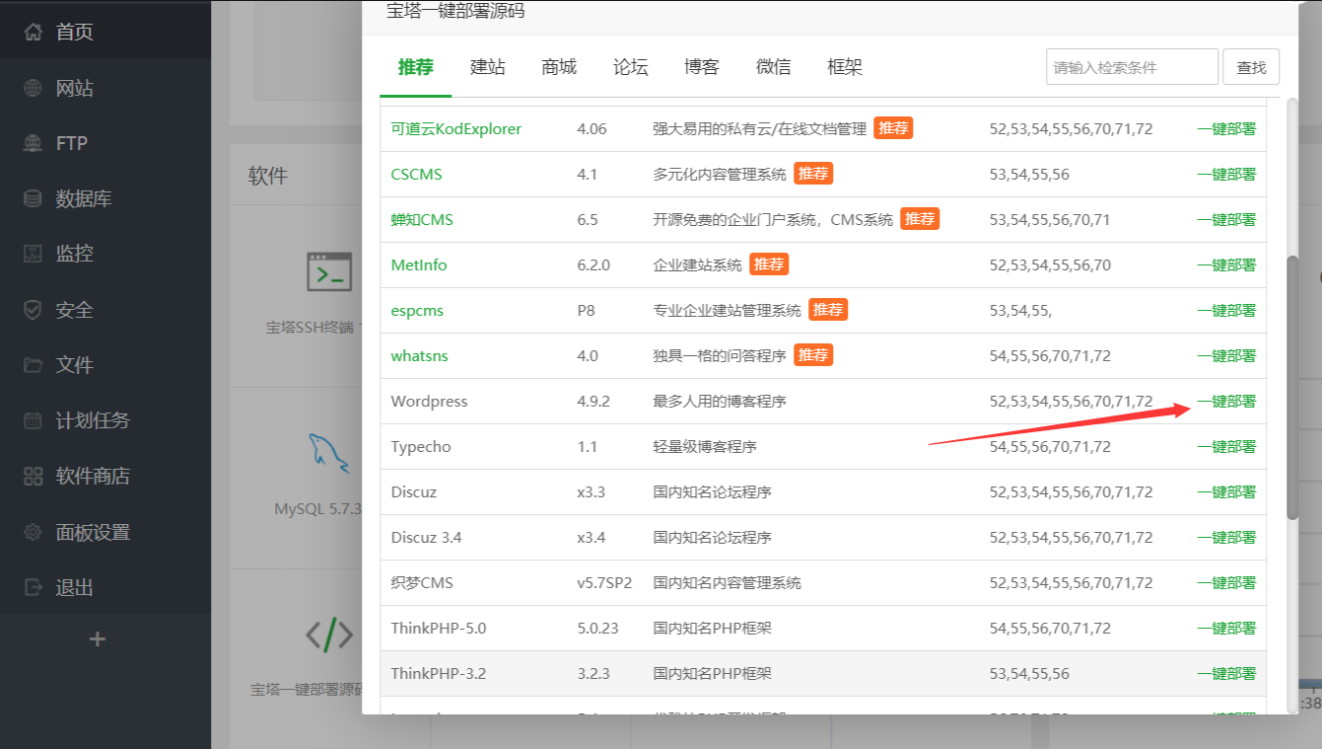 首页
网站
FTP
数据库
监控
安全
文件
计划任务
软件商店
面板设置
退出
+
软件
宝塔SSH终端
MySQL 5.7.3
宝塔一键部署源码
宝塔一键部署源码
推荐 建站 商城 论坛 博客 微信 框架 请输入检索条件 查找
可道云KodExplorer 4.06 强大易用的私有云/在线文档管理 推荐 52,53,54,55,56,70,71,72 一键部署
CSCMS 4.1 多元化内容管理系统 推荐 53,54,55,56 一键部署
蝉知CMS 6.5 开源免费的企业门户系统，CMS系统 推荐 53,54,55,56,70,71 一键部署
MetInfo 6.2.0 企业建站系统 推荐 52,53,54,55,56,70 一键部署
espcms P8 专业企业建站管理系统 推荐 53,54,55, 一键部署
whatsns 4.0 独具一格的问答程序 推荐 54,55,56,70,71,72 一键部署
Wordpress 4.9.2 最多人用的博客程序 52,53,54,55,56,70,71,72 一键部署
Typecho 1.1 轻量级博客程序 54,55,56,70,71,72 一键部署
Discuz x3.3 国内知名论坛程序 52,53,54,55,56,70,71,72 一键部署
Discuz 3.4 x3.4 国内知名论坛程序 52,53,54,55,56,70,71,72 一键部署
织梦CMS v5.7SP2 国内知名内容管理系统 52,53,54,55,56,70,71,72 一键部署
ThinkPHP-5.0 5.0.23 国内知名PHP框架 54,55,56,70,71,72 一键部署
ThinkPHP-3.2 3.2.3 国内知名PHP框架 53,54,55,56 一键部署
:38